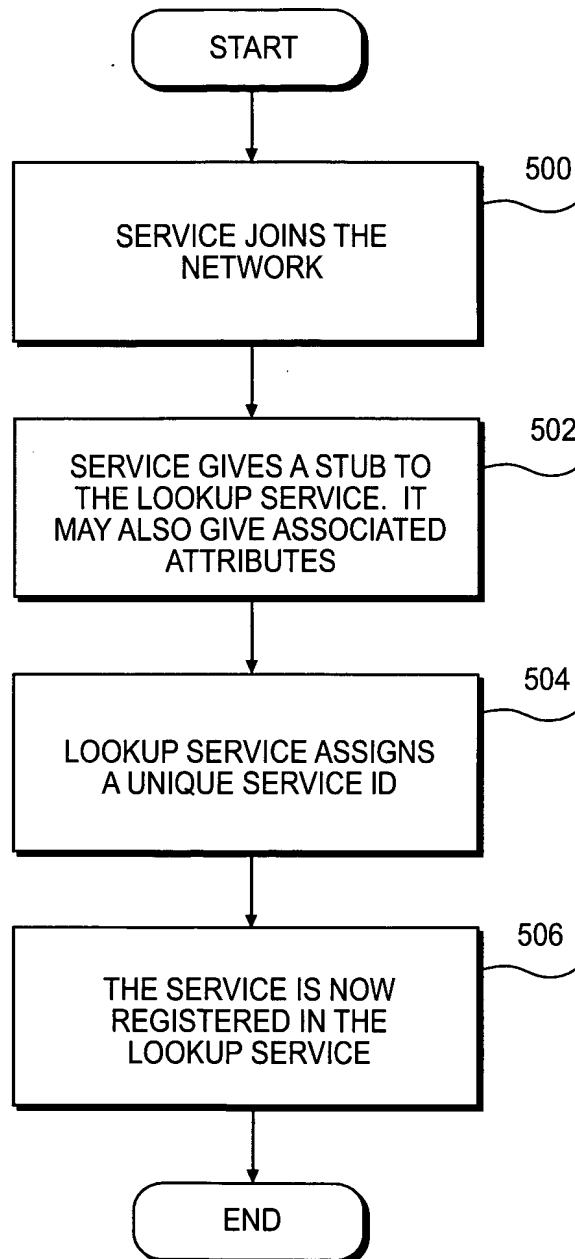 START
500
SERVICE JOINS THE
NETWORK
502
SERVICE GIVES A STUB TO
THE LOOKUP SERVICE. IT
MAY ALSO GIVE ASSOCIATED
ATTRIBUTES
504
LOOKUP SERVICE ASSIGNS
A UNIQUE SERVICE ID
506
THE SERVICE IS NOW
REGISTERED IN THE
LOOKUP SERVICE
END